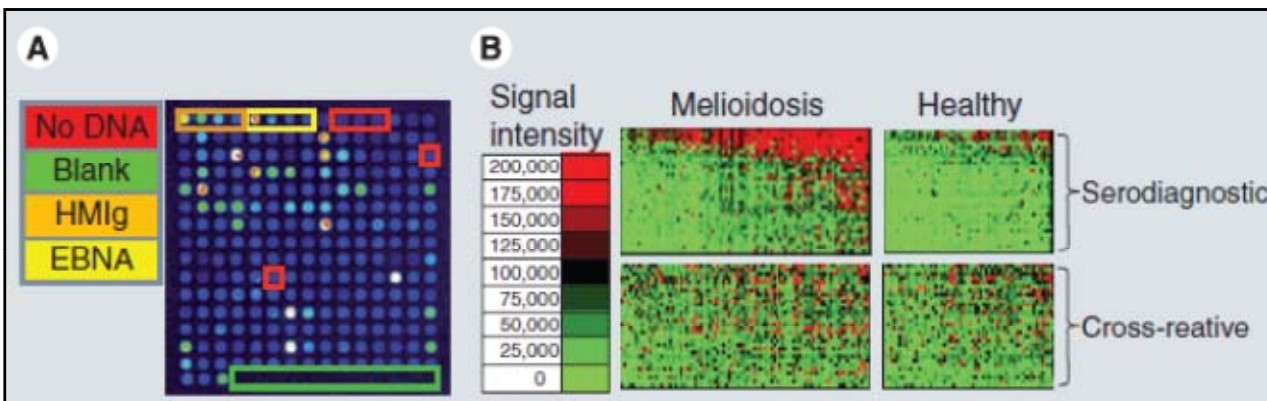 A
No DNA
Blank
HMIg
EBNA
B
Signal
intensity
200,000
175,000
150,000
125,000
100,000
75,000
50,000
25,000
0
Melioidosis
Healthy
Serodiagnostic
Cross-reative